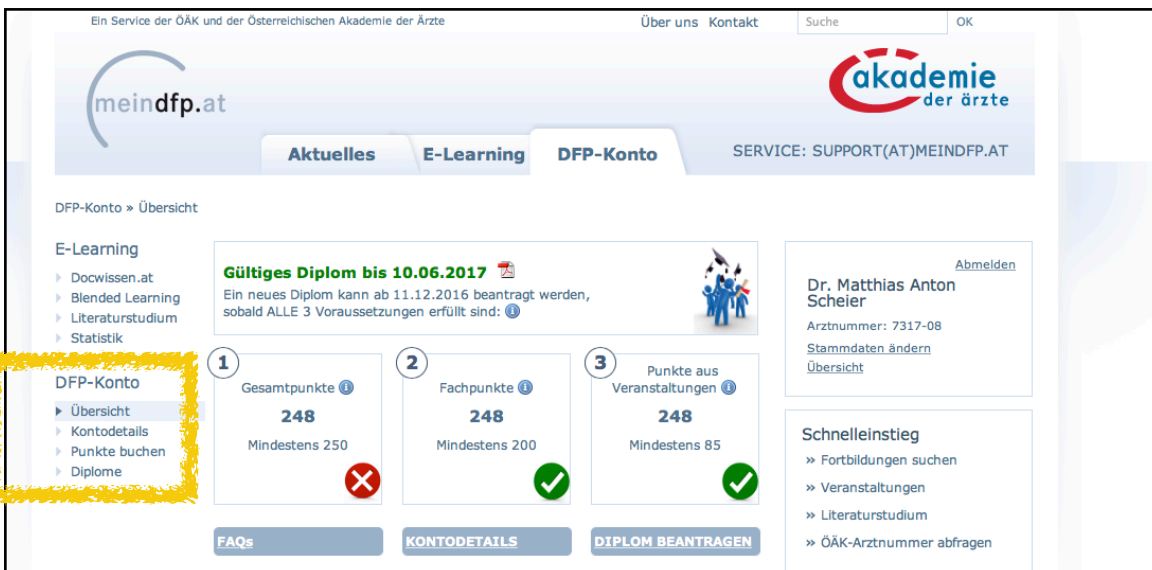 Ein Service der ÖÄK und der Österreichischen Akademie der Ärzte
Über uns Kontakt
Suche
OK
meindfp.at
akademie
der ärzte
Aktuelles
E-Learning
DFP-Konto
SERVICE: SUPPORT(AT)MEINDFP.AT
DFP-Konto » Übersicht
E-Learning
Docwissen.at
Blended Learning
Literaturstudium
Statistik
DFP-Konto
Übersicht
Kontodetails
Punkte buchen
Diplome
Gültiges Diplom bis 10.06.2017
Ein neues Diplom kann ab 11.12.2016 beantragt werden,
sobald ALLE 3 Voraussetzungen erfüllt sind:
1
Gesamtpunkte
248
Mindestens 250
2
Fachpunkte
248
Mindestens 200
3
Punkte aus
Veranstaltungen
248
Mindestens 85
FAQs
KONTODETAILS
DIPLOM BEANTRAGEN
Abmelden
Dr. Matthias Anton
Scheier
Arztnummer: 7317-08
Stammdaten ändern
Übersicht
Schnelleinstieg
» Fortbildungen suchen
» Veranstaltungen
» Literaturstudium
» ÖÄK-Arztnummer abfragen